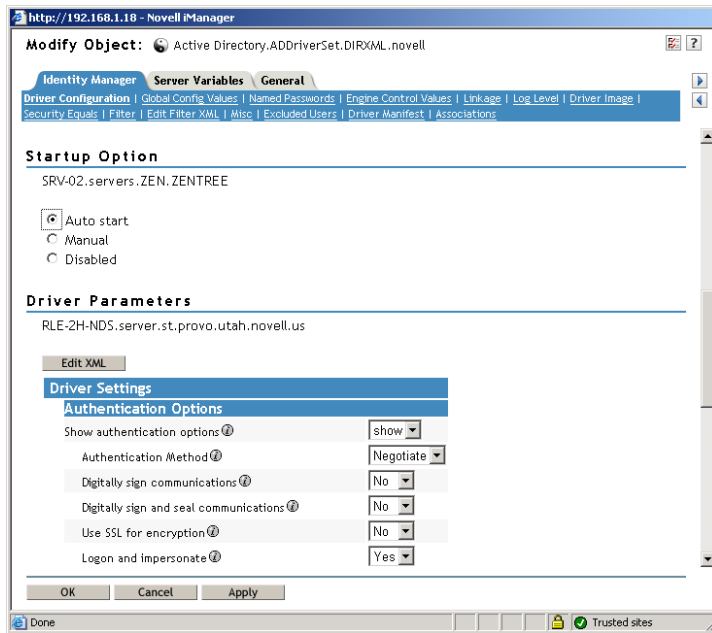 http://192.168.1.18 - Novell iManager
Modify Object: Active Directory.ADDriverSet.DIRXML.novell
?
Identity Manager Server Variables General
Driver Configuration | Global Config Values | Named Passwords | Engine Control Values | Linkage | Log Level | Driver Image |
Security Equals | Filter | Edit Filter XML | Misc | Excluded Users | Driver Manifest | Associations
Startup Option
SRV-02.servers.ZEN.ZENTREE
Auto start
Manual
Disabled
Driver Parameters
RLE-2H-NDS.server.st.provo.utah.novell.us
Edit XML
Driver Settings
Authentication Options
Show authentication options show
Authentication Method Negotiate
Digitally sign communications No
Digitally sign and seal communications No
Use SSL for encryption No
Logon and impersonate Yes
OK Cancel Apply
Done Trusted sites